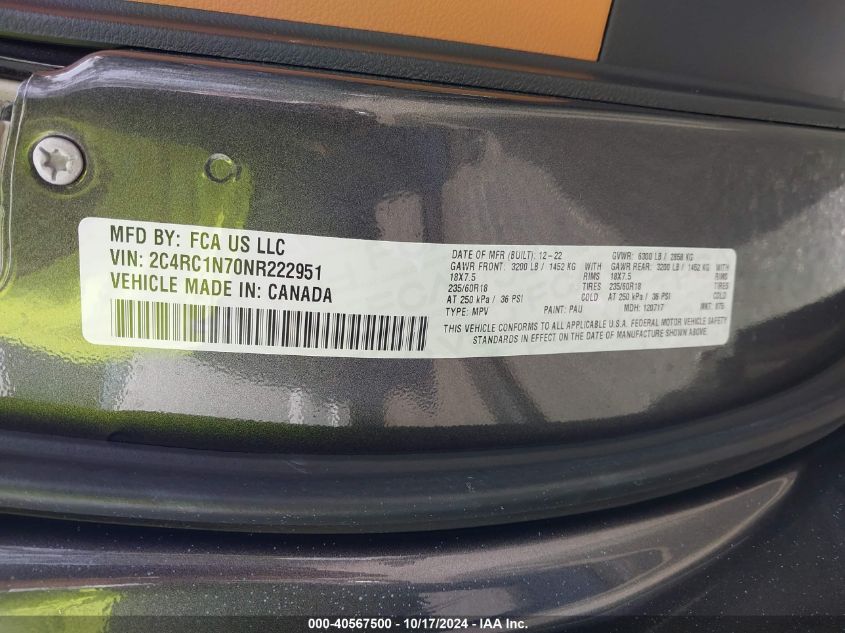 MFD BY: FCA US LLC
VIN: 2C4RC1N70NR222951
VEHICLE MADE IN: CANADA
DATE OF MFR (BUILT): 12-22 GVWR: 6300 LB / 2858 KG
GAWR FRONT: 3200 LB / 1452 KG WITH GAWR REAR: 3200 LB / 1452 KG WITH
18X7.5 RIMS 18X7.5 RIMS
235/60R18 TIRES 235/60R18 TIRES
AT 250 kPa / 36 PSI COLD AT 250 kPa / 36 PSI COLD
TYPE: MPV PAINT: PAU MDH: 120717 MKT: 875
THIS VEHICLE CONFORMS TO ALL APPLICABLE U.S.A. FEDERAL MOTOR VEHICLE SAFETY
STANDARDS IN EFFECT ON THE DATE OF MANUFACTURE SHOWN ABOVE.
000-40567500 - 10/17/2024 - IAA Inc.